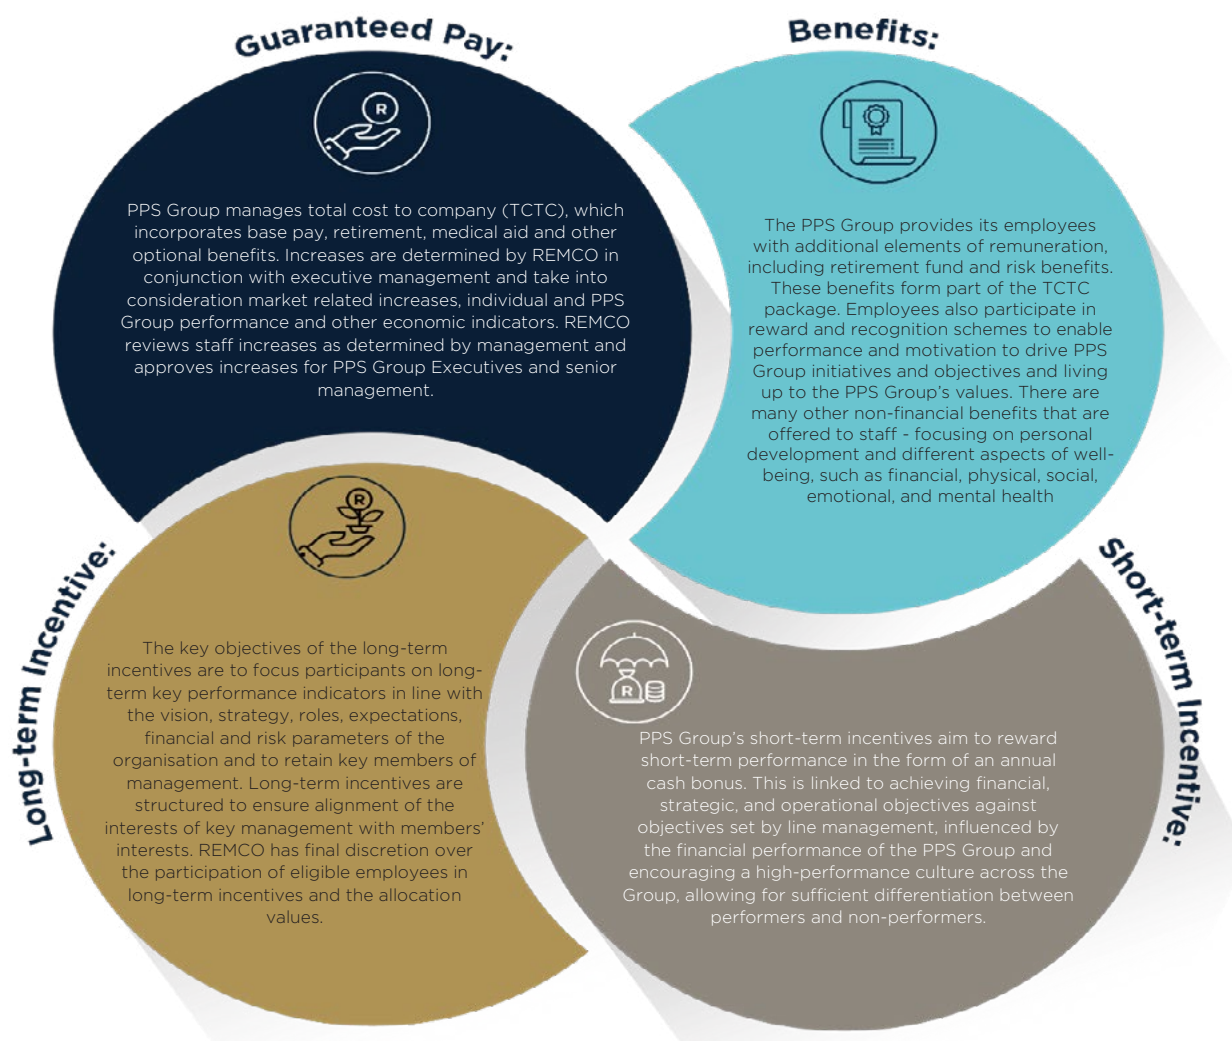 Guaranteed Pay:
R
PPS Group manages total cost to company (TCTC), which
incorporates base pay, retirement, medical aid and other
optional benefits. Increases are determined by REMCO in
conjunction with executive management and take into
consideration market related increases, individual and PPS
Group performance and other economic indicators. REMCO
reviews staff increases as determined by management and
approves increases for PPS Group Executives and senior
management.
Benefits:
The PPS Group provides its employees
with additional elements of remuneration,
including retirement fund and risk benefits.
These benefits form part of the TCTC
package. Employees also participate in
reward and recognition schemes to enable
performance and motivation to drive PPS
Group initiatives and objectives and living
up to the PPS Group’s values. There are
many other non-financial benefits that are
offered to staff - focusing on personal
development and different aspects of well-
being, such as financial, physical, social,
emotional, and mental health
Long-term Incentive:
R
The key objectives of the long-term
incentives are to focus participants on long-
term key performance indicators in line with
the vision, strategy, roles, expectations,
financial and risk parameters of the
organisation and to retain key members of
management. Long-term incentives are
structured to ensure alignment of the
interests of key management with members’
interests. REMCO has final discretion over
the participation of eligible employees in
long-term incentives and the allocation
values.
Short-term Incentive:
R
PPS Group’s short-term incentives aim to reward
short-term performance in the form of an annual
cash bonus. This is linked to achieving financial,
strategic, and operational objectives against
objectives set by line management, influenced by
the financial performance of the PPS Group and
encouraging a high-performance culture across the
Group, allowing for sufficient differentiation between
performers and non-performers.